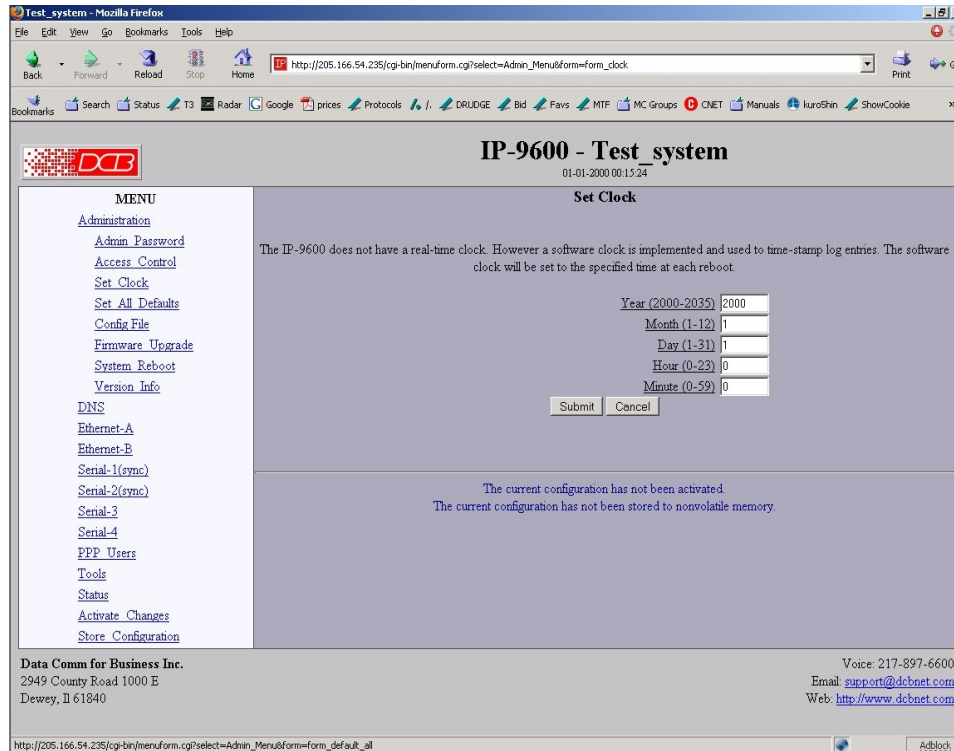 Test_system - Mozilla Firefox
File Edit View Go Bookmarks Tools Help
Back Forward Reload Stop Home IP http://205.166.54.235/cgi-bin/menuform.cgi?select=Admin_Menu&form=form_clock Print G
Bookmarks Search Status T3 Radar Google prices Protocols /. DRUDGE Bid Favs MTF MC Groups CNET Manuals kuro5hin ShowCookie »
DCB
IP-9600 - Test_system
01-01-2000 00:15:24
MENU
Administration
Admin Password
Access Control
Set Clock
Set All Defaults
Config File
Firmware Upgrade
System Reboot
Version Info
DNS
Ethernet-A
Ethernet-B
Serial-1(sync)
Serial-2(sync)
Serial-3
Serial-4
PPP Users
Tools
Status
Activate Changes
Store Configuration
Set Clock
The IP-9600 does not have a real-time clock. However a software clock is implemented and used to time-stamp log entries. The software
clock will be set to the specified time at each reboot.
Year (2000-2035) 2000
Month (1-12) 1
Day (1-31) 1
Hour (0-23) 0
Minute (0-59) 0
Submit Cancel
The current configuration has not been activated.
The current configuration has not been stored to nonvolatile memory.
Data Comm for Business Inc.
2949 County Road 1000 E
Dewey, Il 61840
Voice: 217-897-6600
Email: support@dcbnet.com
Web: http://www.dcbnet.com
http://205.166.54.235/cgi-bin/menuform.cgi?select=Admin_Menu&form=form_default_all Adblock